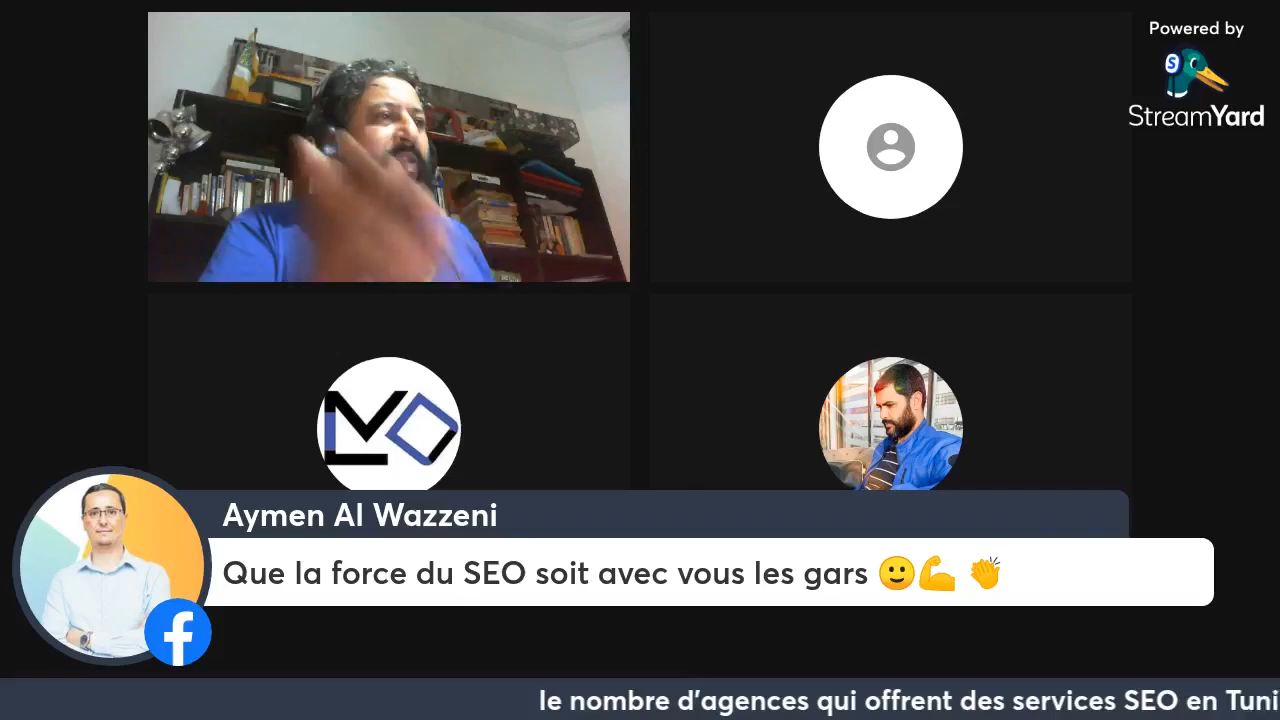 Powered by
S
StreamYard
Aymen Al Wazzeni
Que la force du SEO soit avec vous les gars 🙂💪 👏
le nombre d'agences qui offrent des services SEO en Tuni